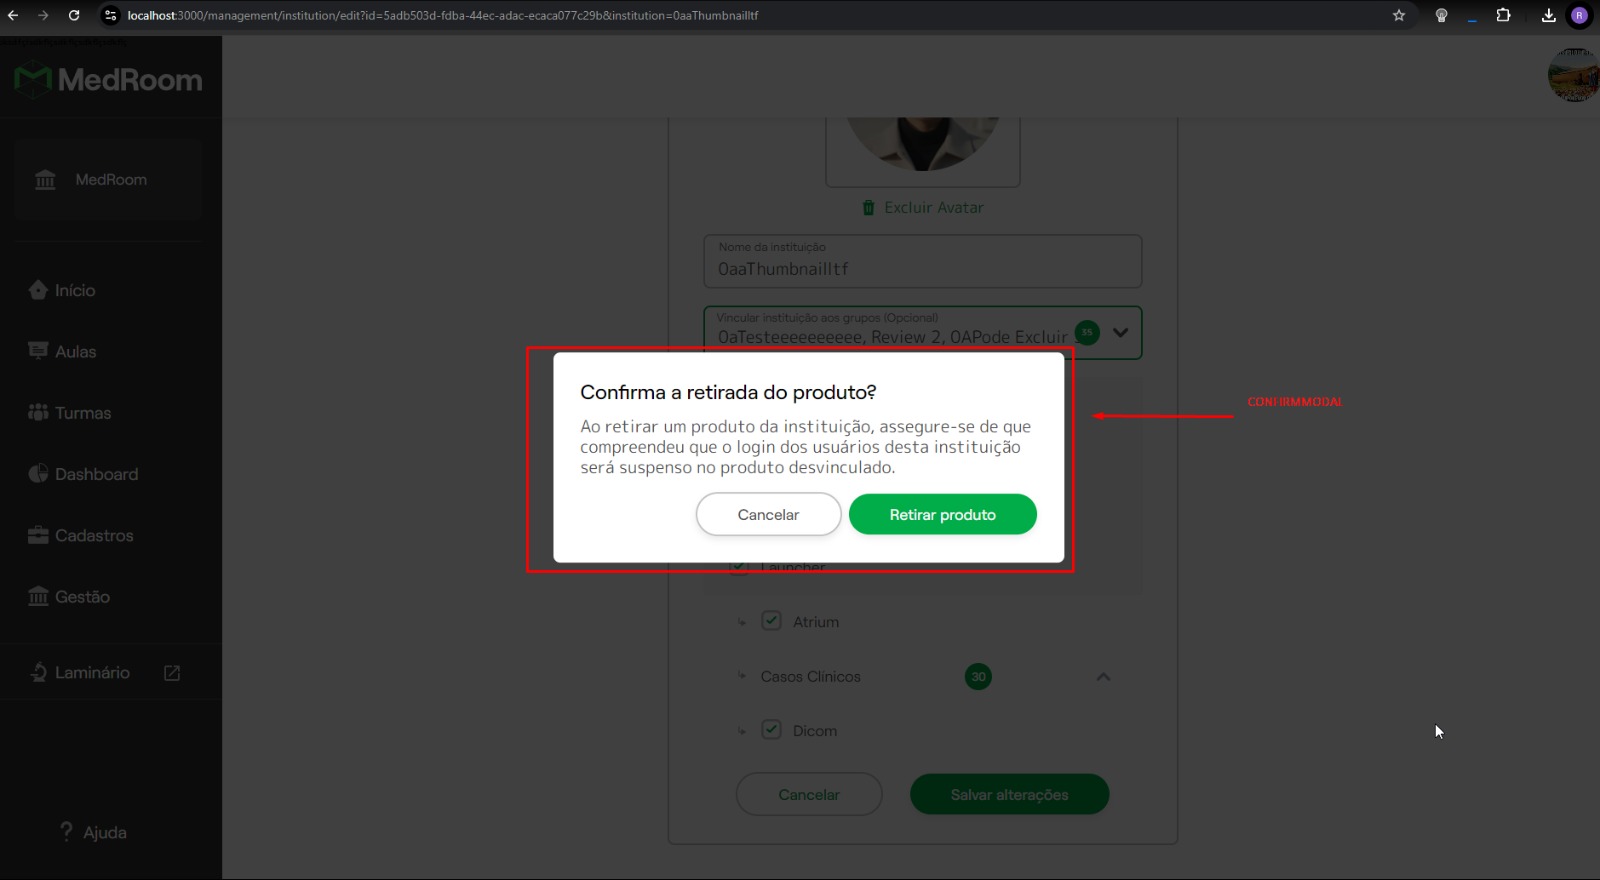 localhost:3000/management/institution/edit?id=5adb503d-fdba-44ec-adac-ecaca077c29b&institution=0aaThumbnailltf
R
MedRoom
MedRoom
Início
Aulas
Turmas
Dashboard
Cadastros
Gestão
Laminário
? Ajuda
Excluir Avatar
Nome da instituição
0aaThumbnailltf
Vincular instituição aos grupos (Opcional)
0aTesteeeeeeeeee, Review 2, 0APode Excluir
35
Confirma a retirada do produto?
Ao retirar um produto da instituição, assegure-se de que
compreendeu que o login dos usuários desta instituição
será suspenso no produto desvinculado.
Cancelar
Retirar produto
CONFIRMMODAL
Launcher
Atrium
Casos Clínicos
30
Dicom
Cancelar
Salvar alterações